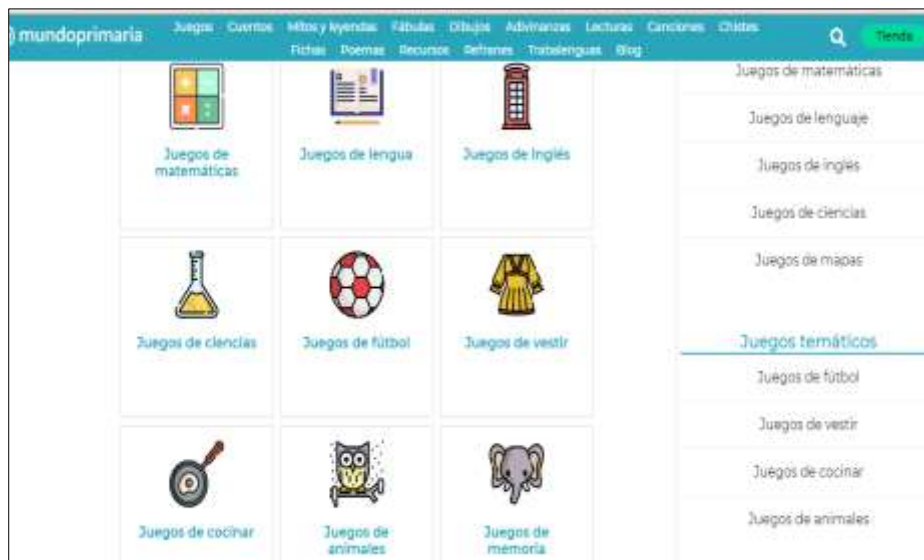 mundoprimaria
Juegos Cuentos Mitos y leyendas Fábulas Dibujos Adivinanzas Lecturas Canciones Chistes
Fichas Poemas Recursos Refranes Trabalenguas Blog
Tienda
Juegos de
matemáticas
Juegos de lengua
Juegos de Inglés
Juegos de ciencias
Juegos de fútbol
Juegos de vestir
Juegos de cocinar
Juegos de
animales
Juegos de
memoria
Juegos de matemáticas
Juegos de lenguaje
Juegos de inglés
Juegos de ciencias
Juegos de mapas
Juegos temáticos
Juegos de fútbol
Juegos de vestir
Juegos de cocinar
Juegos de animales